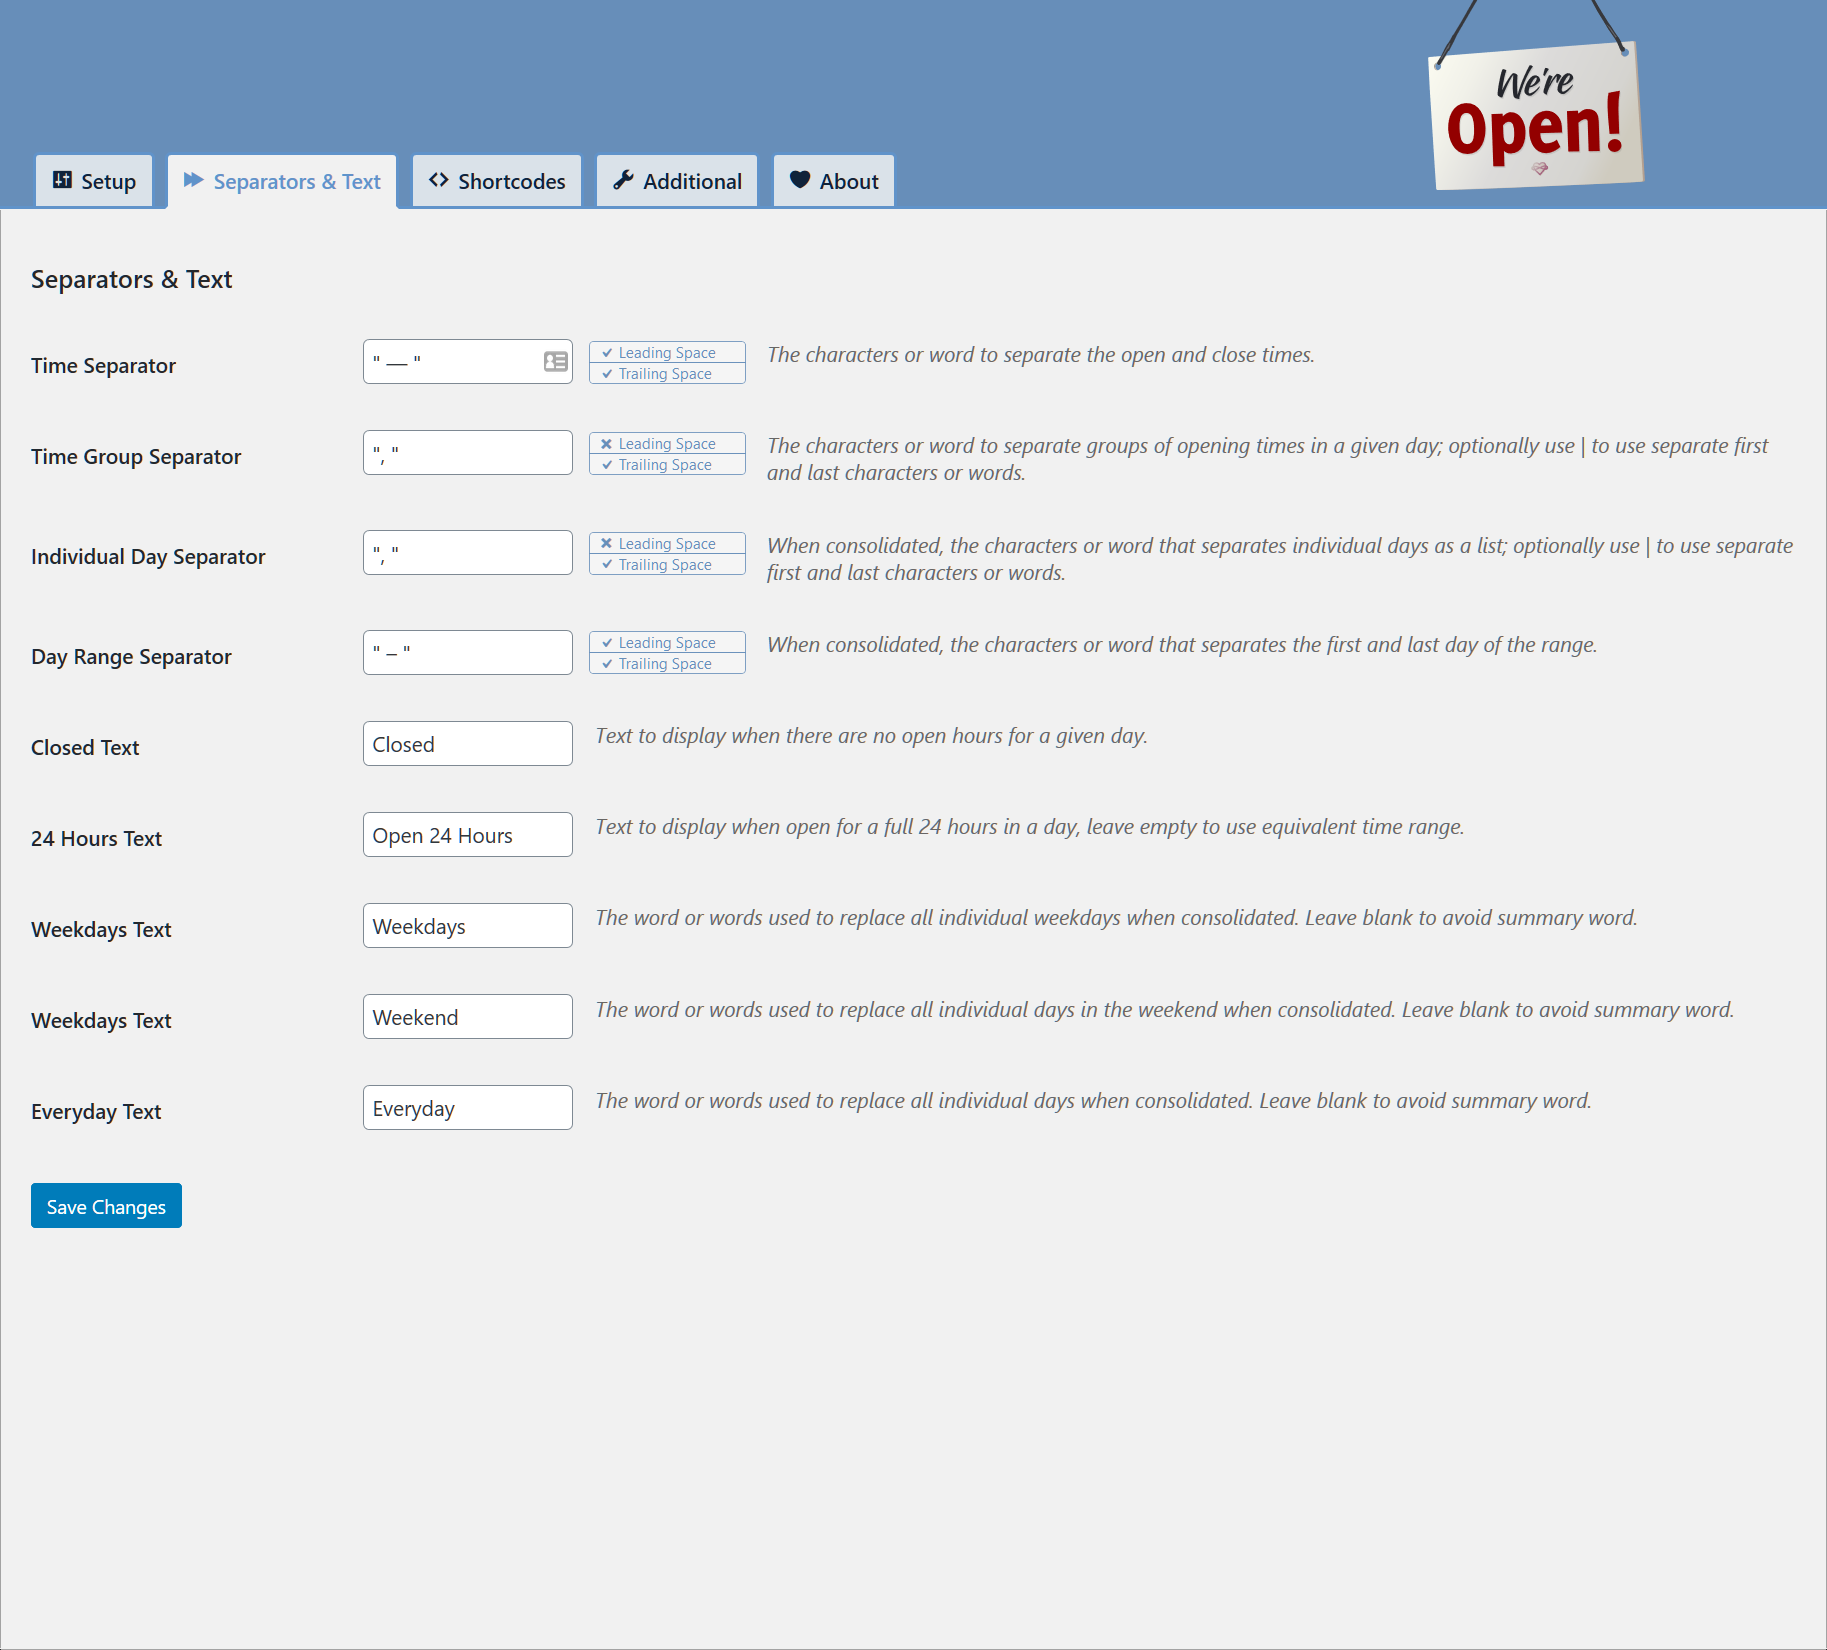 We're
Open!
Setup
Separators & Text
Shortcodes
Additional
About
Separators & Text
Time Separator
" — "
Leading Space
Trailing Space
The characters or word to separate the open and close times.
Time Group Separator
", "
Leading Space
Trailing Space
The characters or word to separate groups of opening times in a given day; optionally use | to use separate first
and last characters or words.
Individual Day Separator
", "
Leading Space
Trailing Space
When consolidated, the characters or word that separates individual days as a list; optionally use | to use separate
first and last characters or words.
Day Range Separator
" – "
Leading Space
Trailing Space
When consolidated, the characters or word that separates the first and last day of the range.
Closed Text
Closed
Text to display when there are no open hours for a given day.
24 Hours Text
Open 24 Hours
Text to display when open for a full 24 hours in a day, leave empty to use equivalent time range.
Weekdays Text
Weekdays
The word or words used to replace all individual weekdays when consolidated. Leave blank to avoid summary word.
Weekdays Text
Weekend
The word or words used to replace all individual days in the weekend when consolidated. Leave blank to avoid summary word.
Everyday Text
Everyday
The word or words used to replace all individual days when consolidated. Leave blank to avoid summary word.
Save Changes